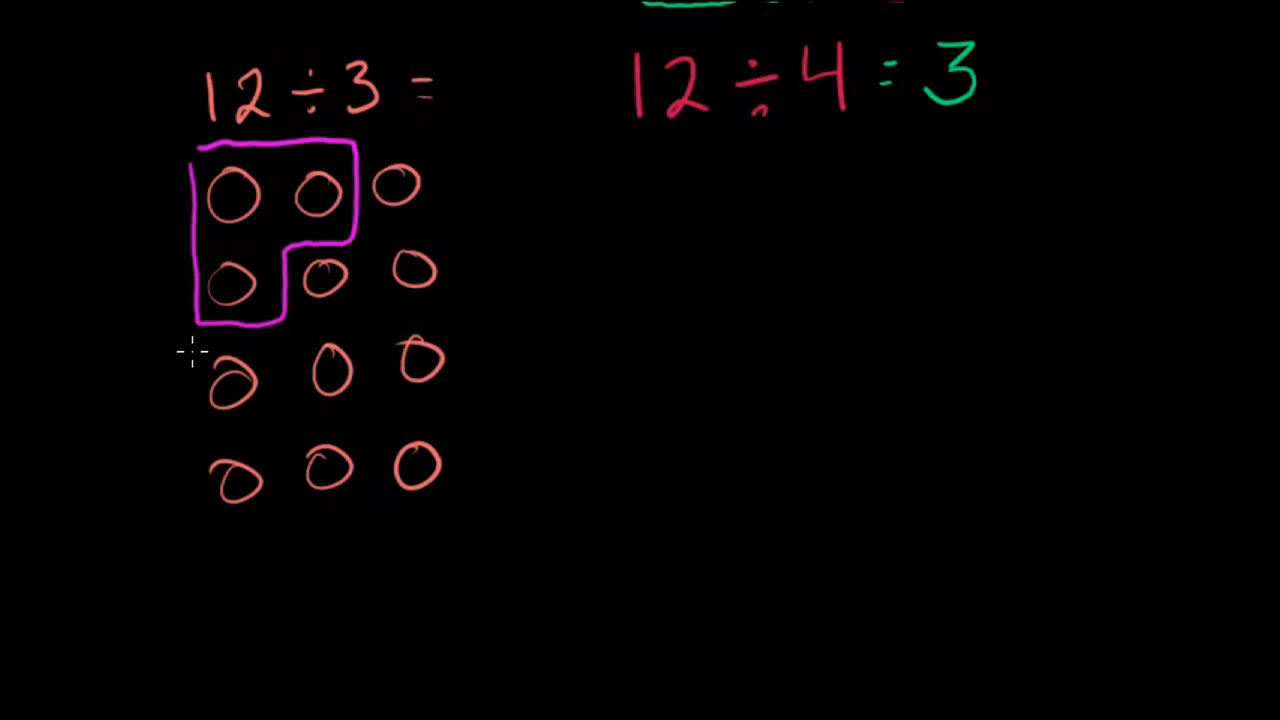 12 ÷ 3 =
12 ÷ 4 = 3